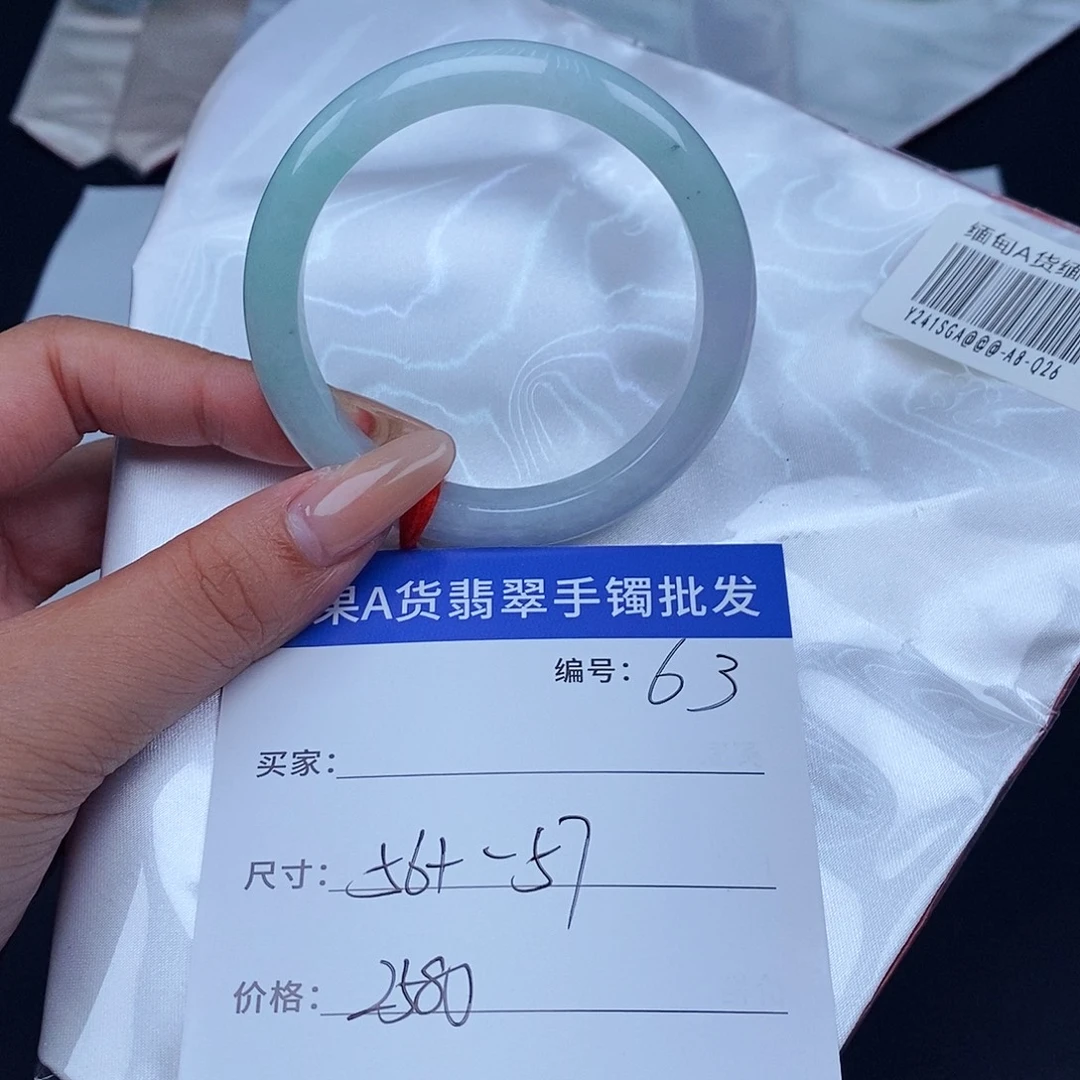 缅甸A货缅
Y241SGA@@@-A8-Q26
果A货翡翠手镯批发
编号：63
买家：
尺寸：56+-57
价格：2580